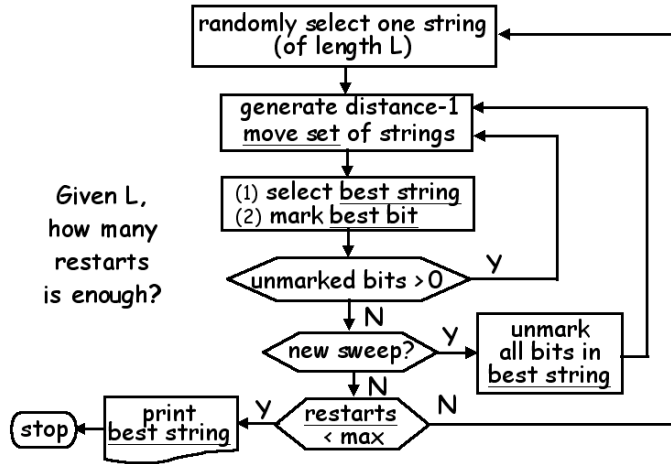 randomly select one string
(of length L)
generate distance-1
move set of strings
(1) select best string
(2) mark best bit
Given L,
how many
restarts
is enough?
unmarked bits > 0
Y
N
new sweep?
Y
unmark
all bits in
best string
N
restarts
< max
Y
N
print
best string
stop